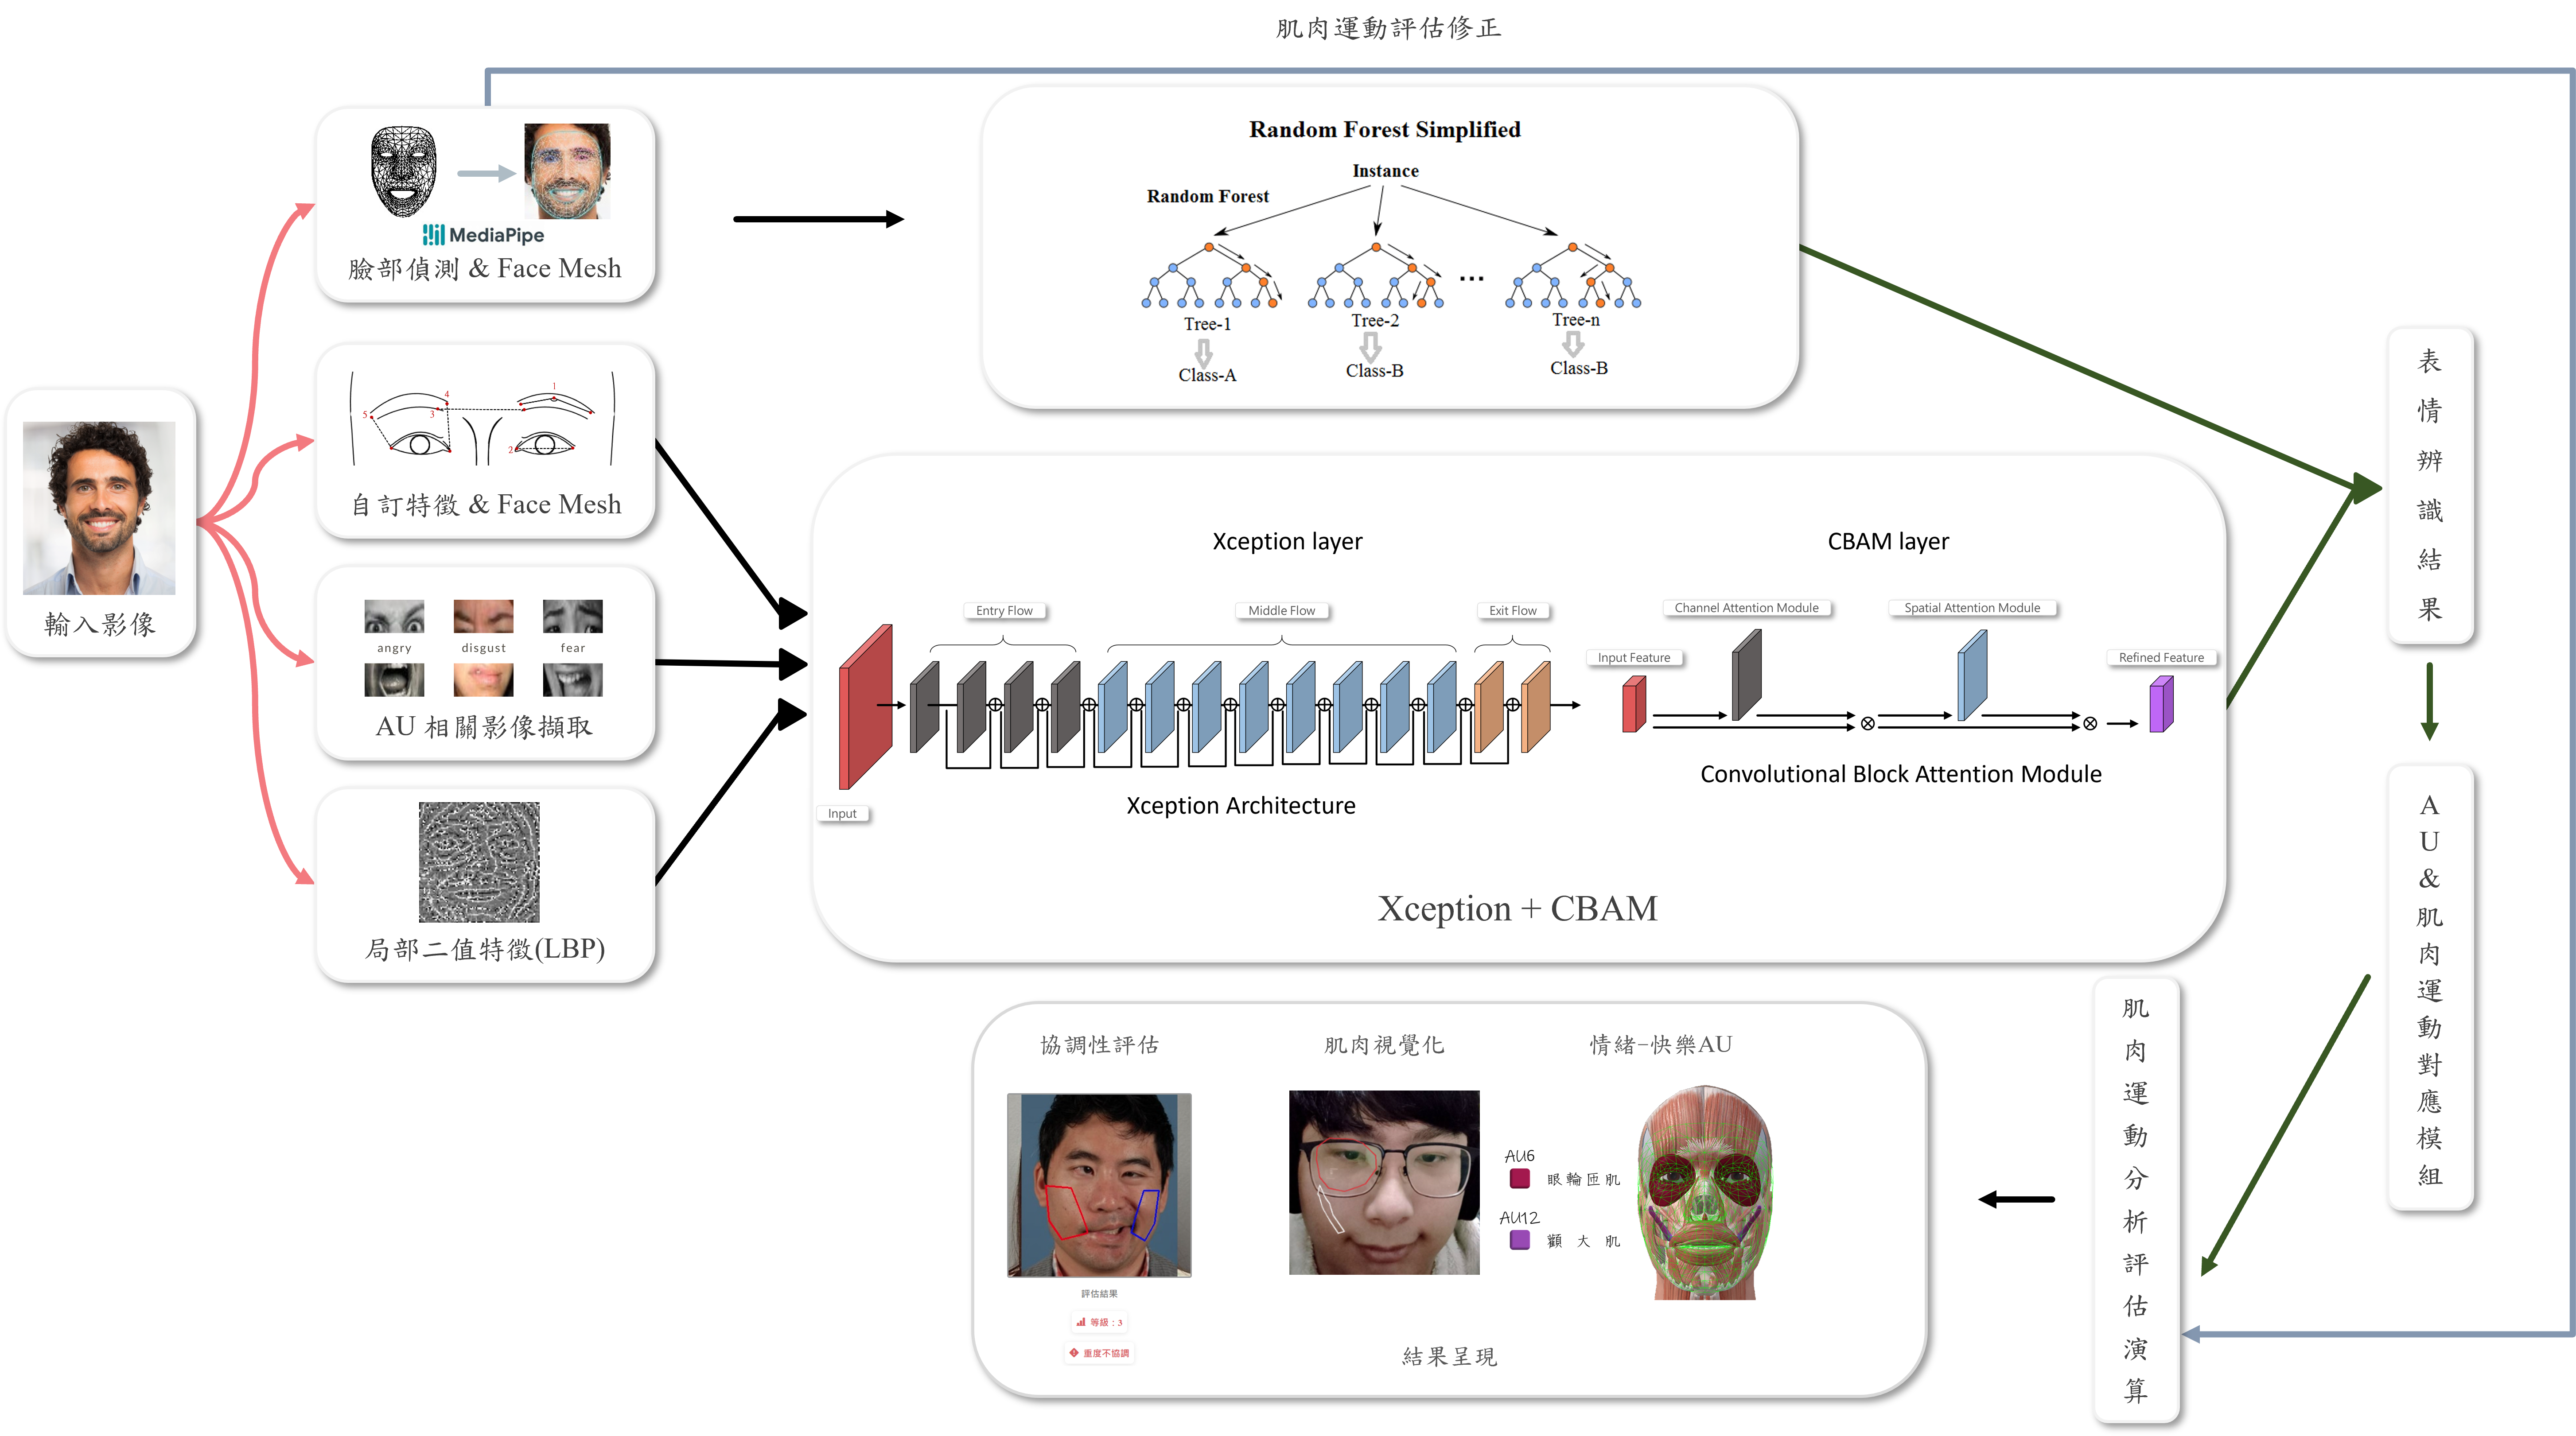 肌肉運動評估修正
MediaPipe
臉部偵測 & Face Mesh
Random Forest Simplified
Instance
Random Forest
...
Tree-1
Tree-2
Tree-n
Class-A
Class-B
Class-B
輸入影像
5
4
3
1
2
自訂特徵 & Face Mesh
angry
disgust
fear
AU 相關影像擷取
局部二值特徵(LBP)
Xception layer
CBAM layer
Entry Flow
Middle Flow
Exit Flow
Channel Attention Module
Spatial Attention Module
Input Feature
Refined Feature
Input
Xception Architecture
Convolutional Block Attention Module
Xception + CBAM
表情辨識結果
AU&肌肉運動對應模組
肌肉運動分析評估演算
協調性評估
肌肉視覺化
情緒-快樂AU
AU6
眼輪匝肌
AU12
顴大肌
評估結果
等級：3
重度不協調
結果呈現